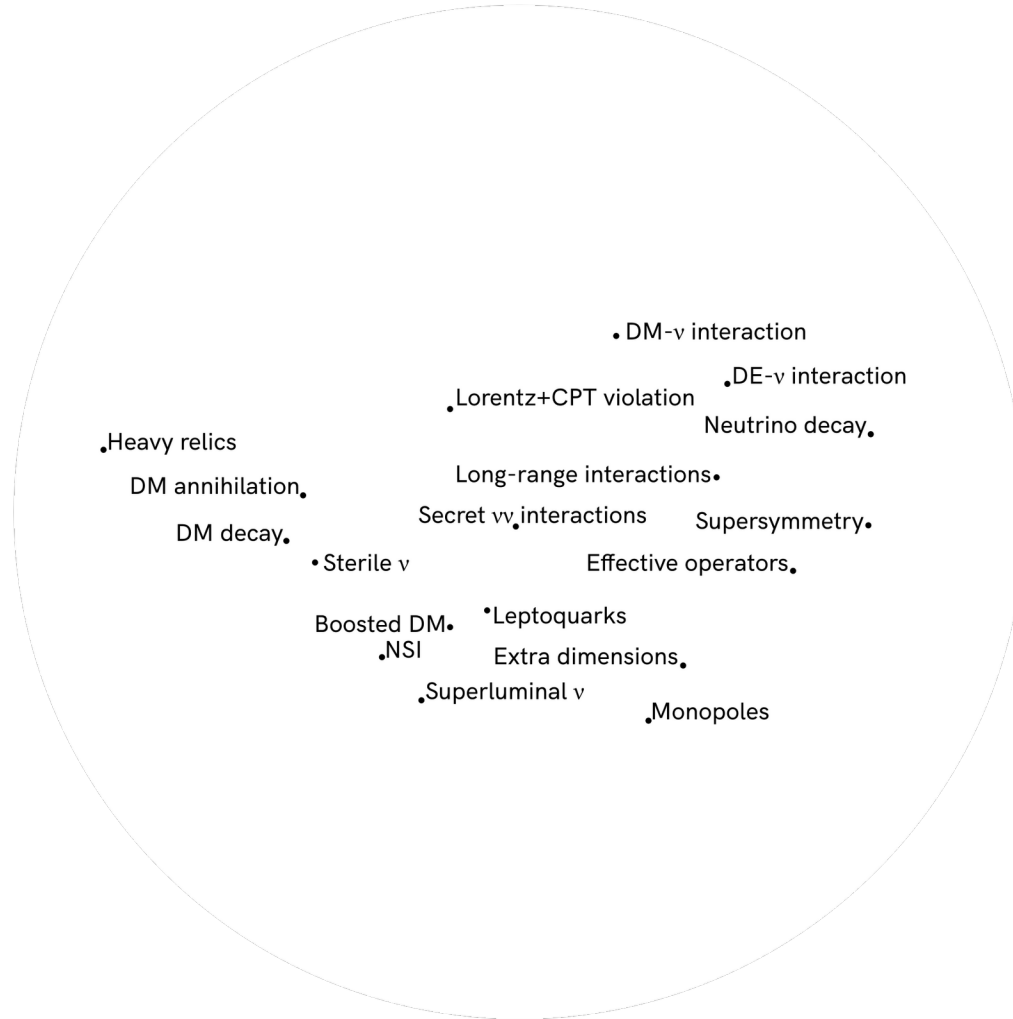 DM-ν interaction
DE-ν interaction
Lorentz+CPT violation
Neutrino decay
Heavy relics
Long-range interactions
DM annihilation
Secret νν interactions
Supersymmetry
DM decay
Sterile ν
Effective operators
Leptoquarks
Boosted DM
NSI
Extra dimensions
Superluminal ν
Monopoles